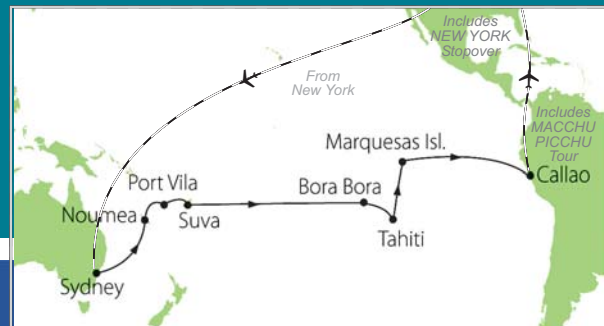 Includes
NEW YORK
Stopover
From
New York
Includes
MACCHU
PICCHU
Tour
Marquesas Isl.
Callao
Port Vila
Bora Bora
Noumea
Suva
Tahiti
Sydney